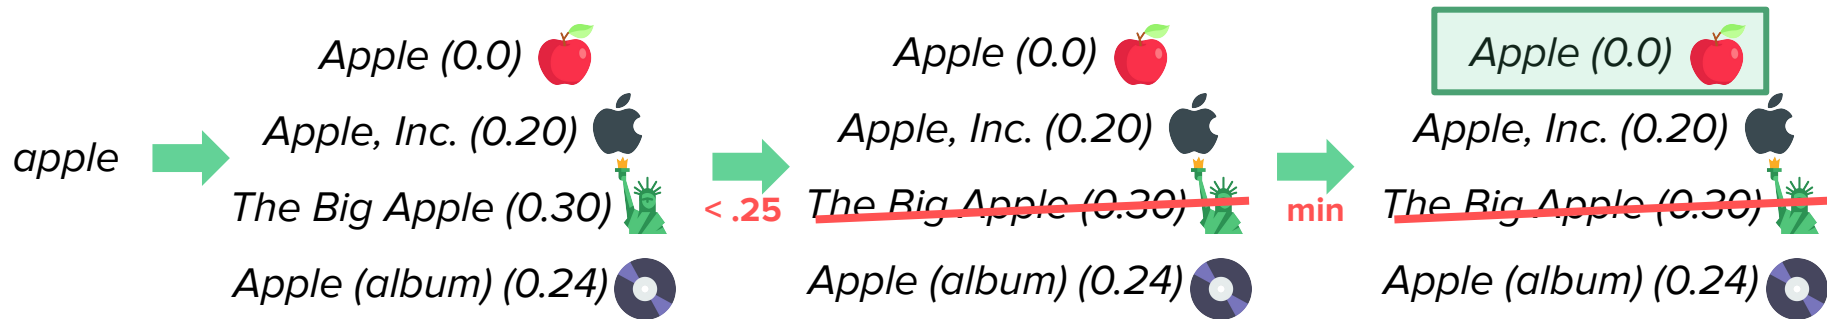 apple
Apple (0.0)
Apple, Inc. (0.20)
The Big Apple (0.30)
Apple (album) (0.24)
< .25
Apple (0.0)
Apple, Inc. (0.20)
The Big Apple (0.30)
Apple (album) (0.24)
min
Apple (0.0)
Apple, Inc. (0.20)
The Big Apple (0.30)
Apple (album) (0.24)